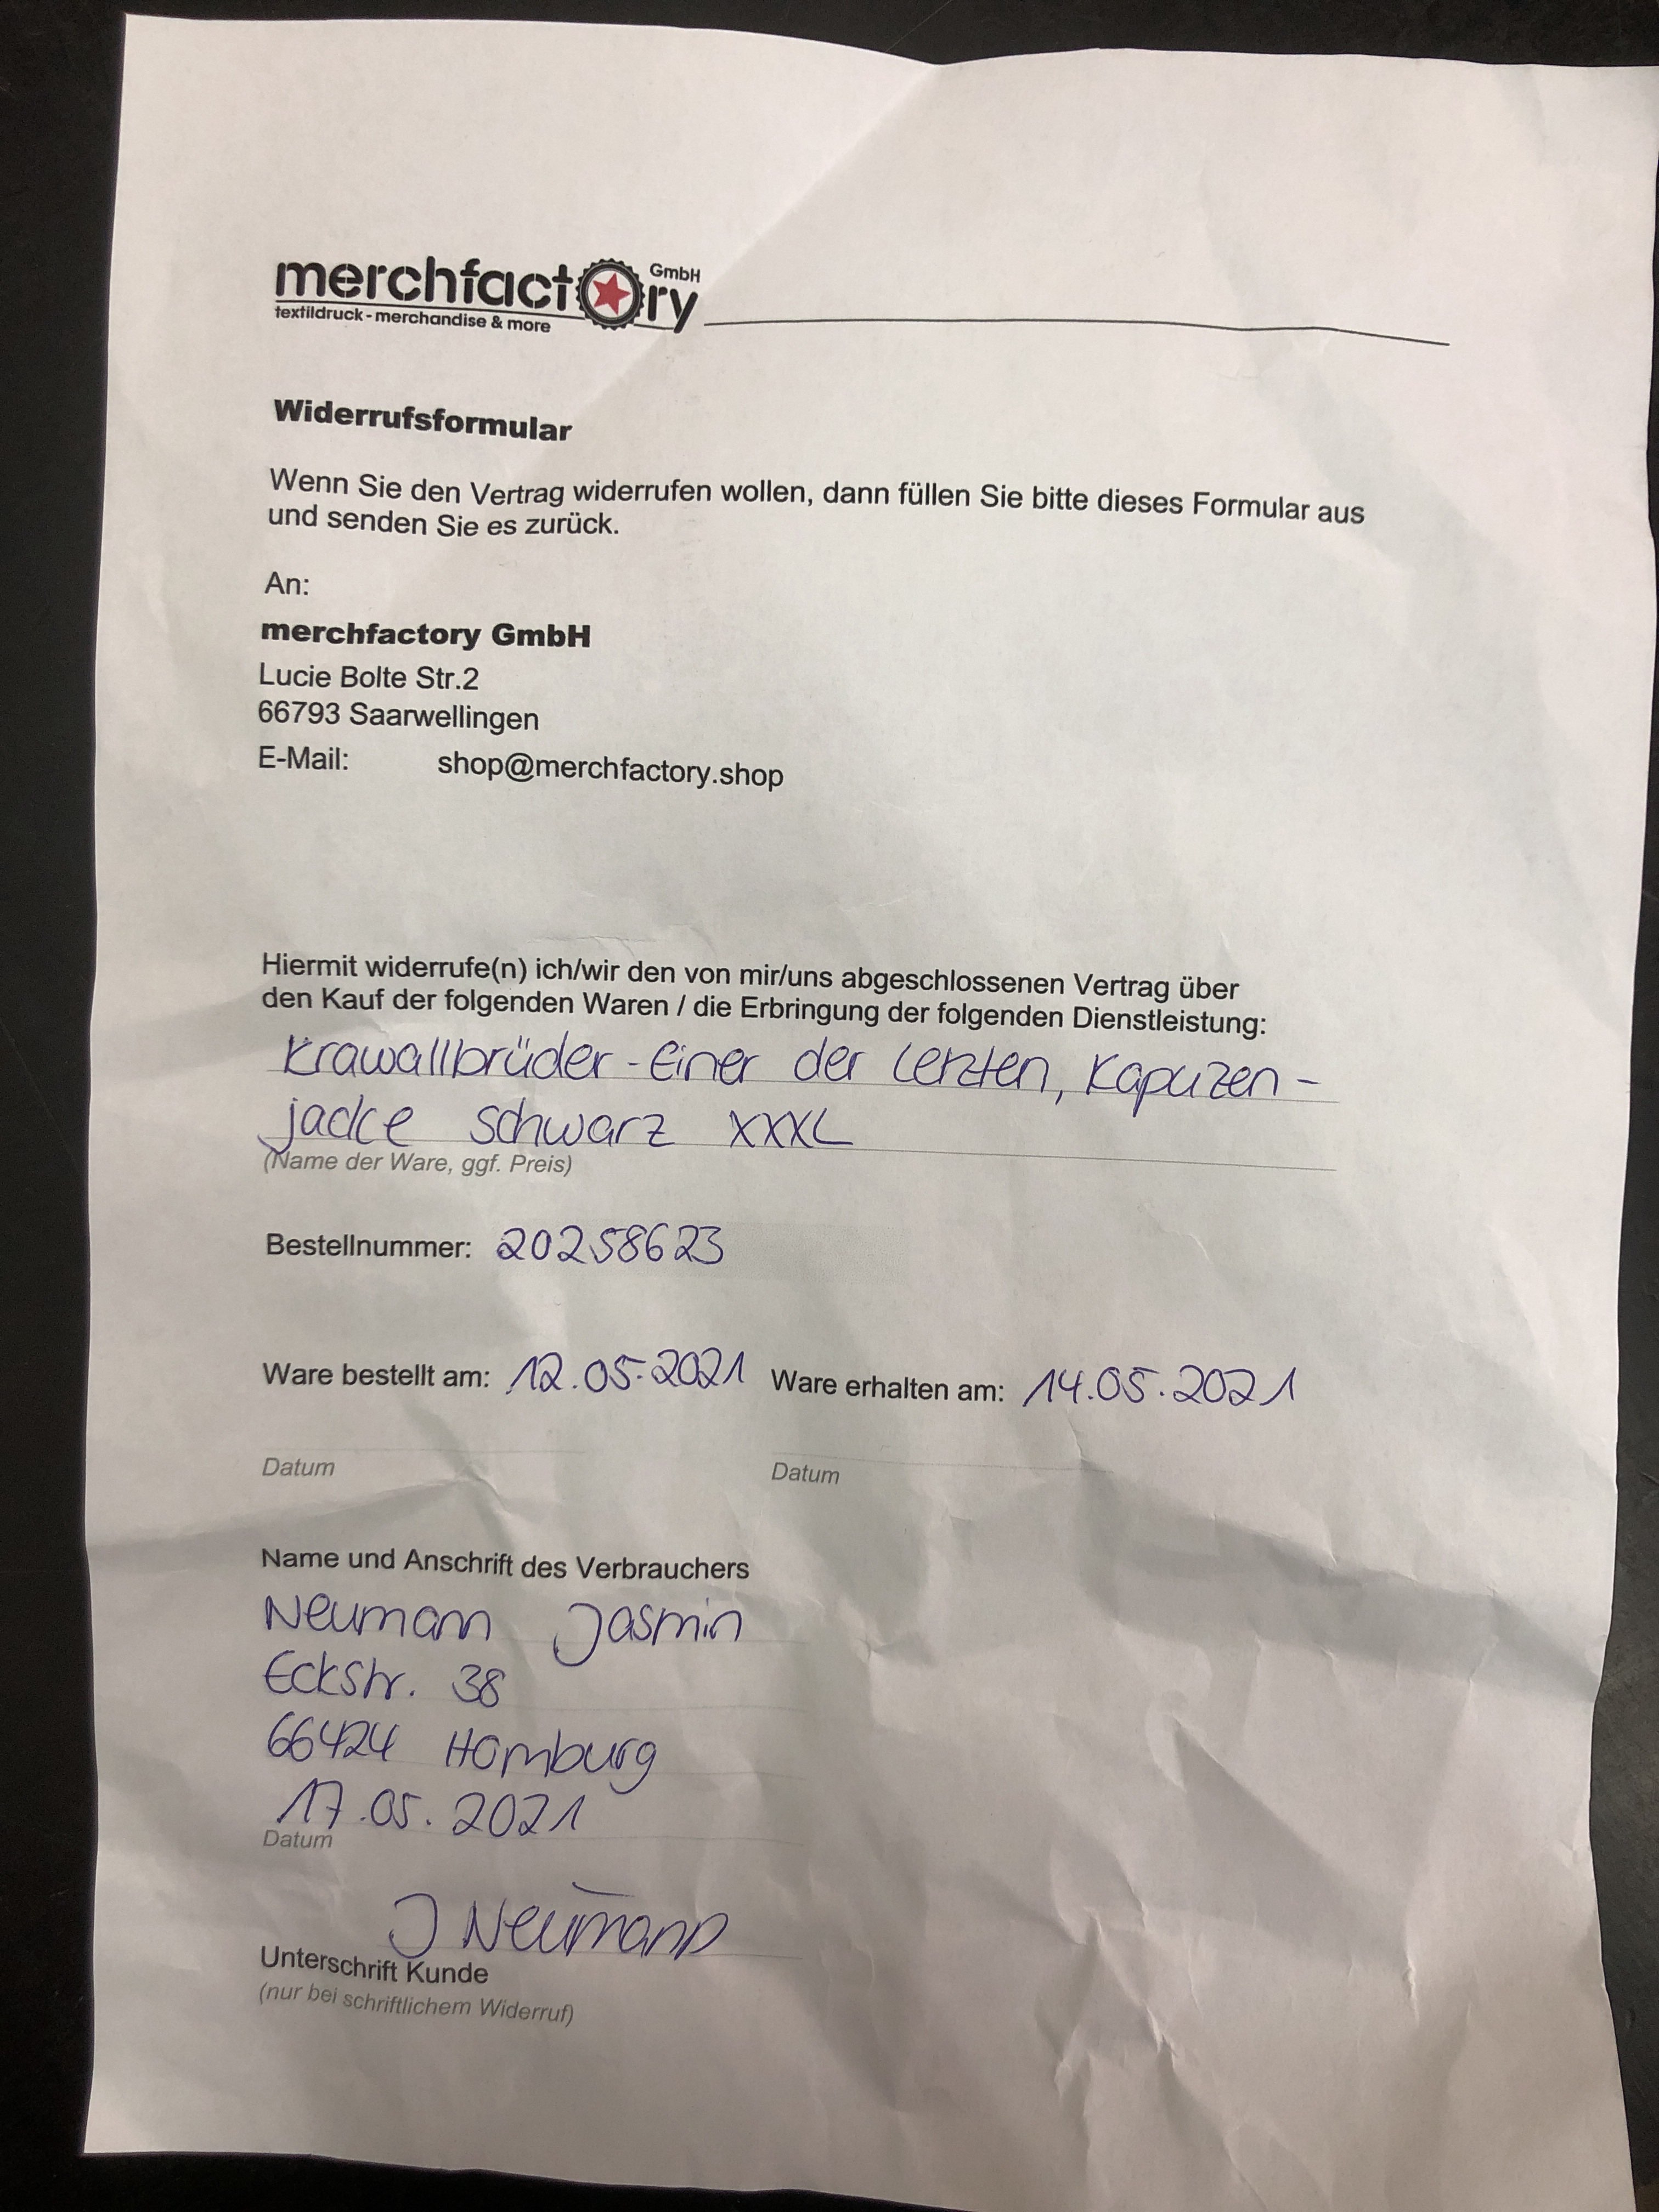 merchfactory GmbH
textildruck - merchandise & more
Widerrufsformular
Wenn Sie den Vertrag widerrufen wollen, dann füllen Sie bitte dieses Formular aus
und senden Sie es zurück.
An:
merchfactory GmbH
Lucie Bolte Str.2
66793 Saarwellingen
E-Mail: shop@merchfactory.shop
Hiermit widerrufe(n) ich/wir den von mir/uns abgeschlossenen Vertrag über
den Kauf der folgenden Waren / die Erbringung der folgenden Dienstleistung:
Krawallbrüder - Einer der Letzten, Kapuzen-
jacke schwarz XXXL
(Name der Ware, ggf. Preis)
Bestellnummer: 20258623
Ware bestellt am: 12.05.2021 Ware erhalten am: 14.05.2021
Datum Datum
Name und Anschrift des Verbrauchers
Neumann Jasmin
Eckstr. 38
66424 Homburg
17.05.2021
Datum
J Neumann
Unterschrift Kunde
(nur bei schriftlichem Widerruf)